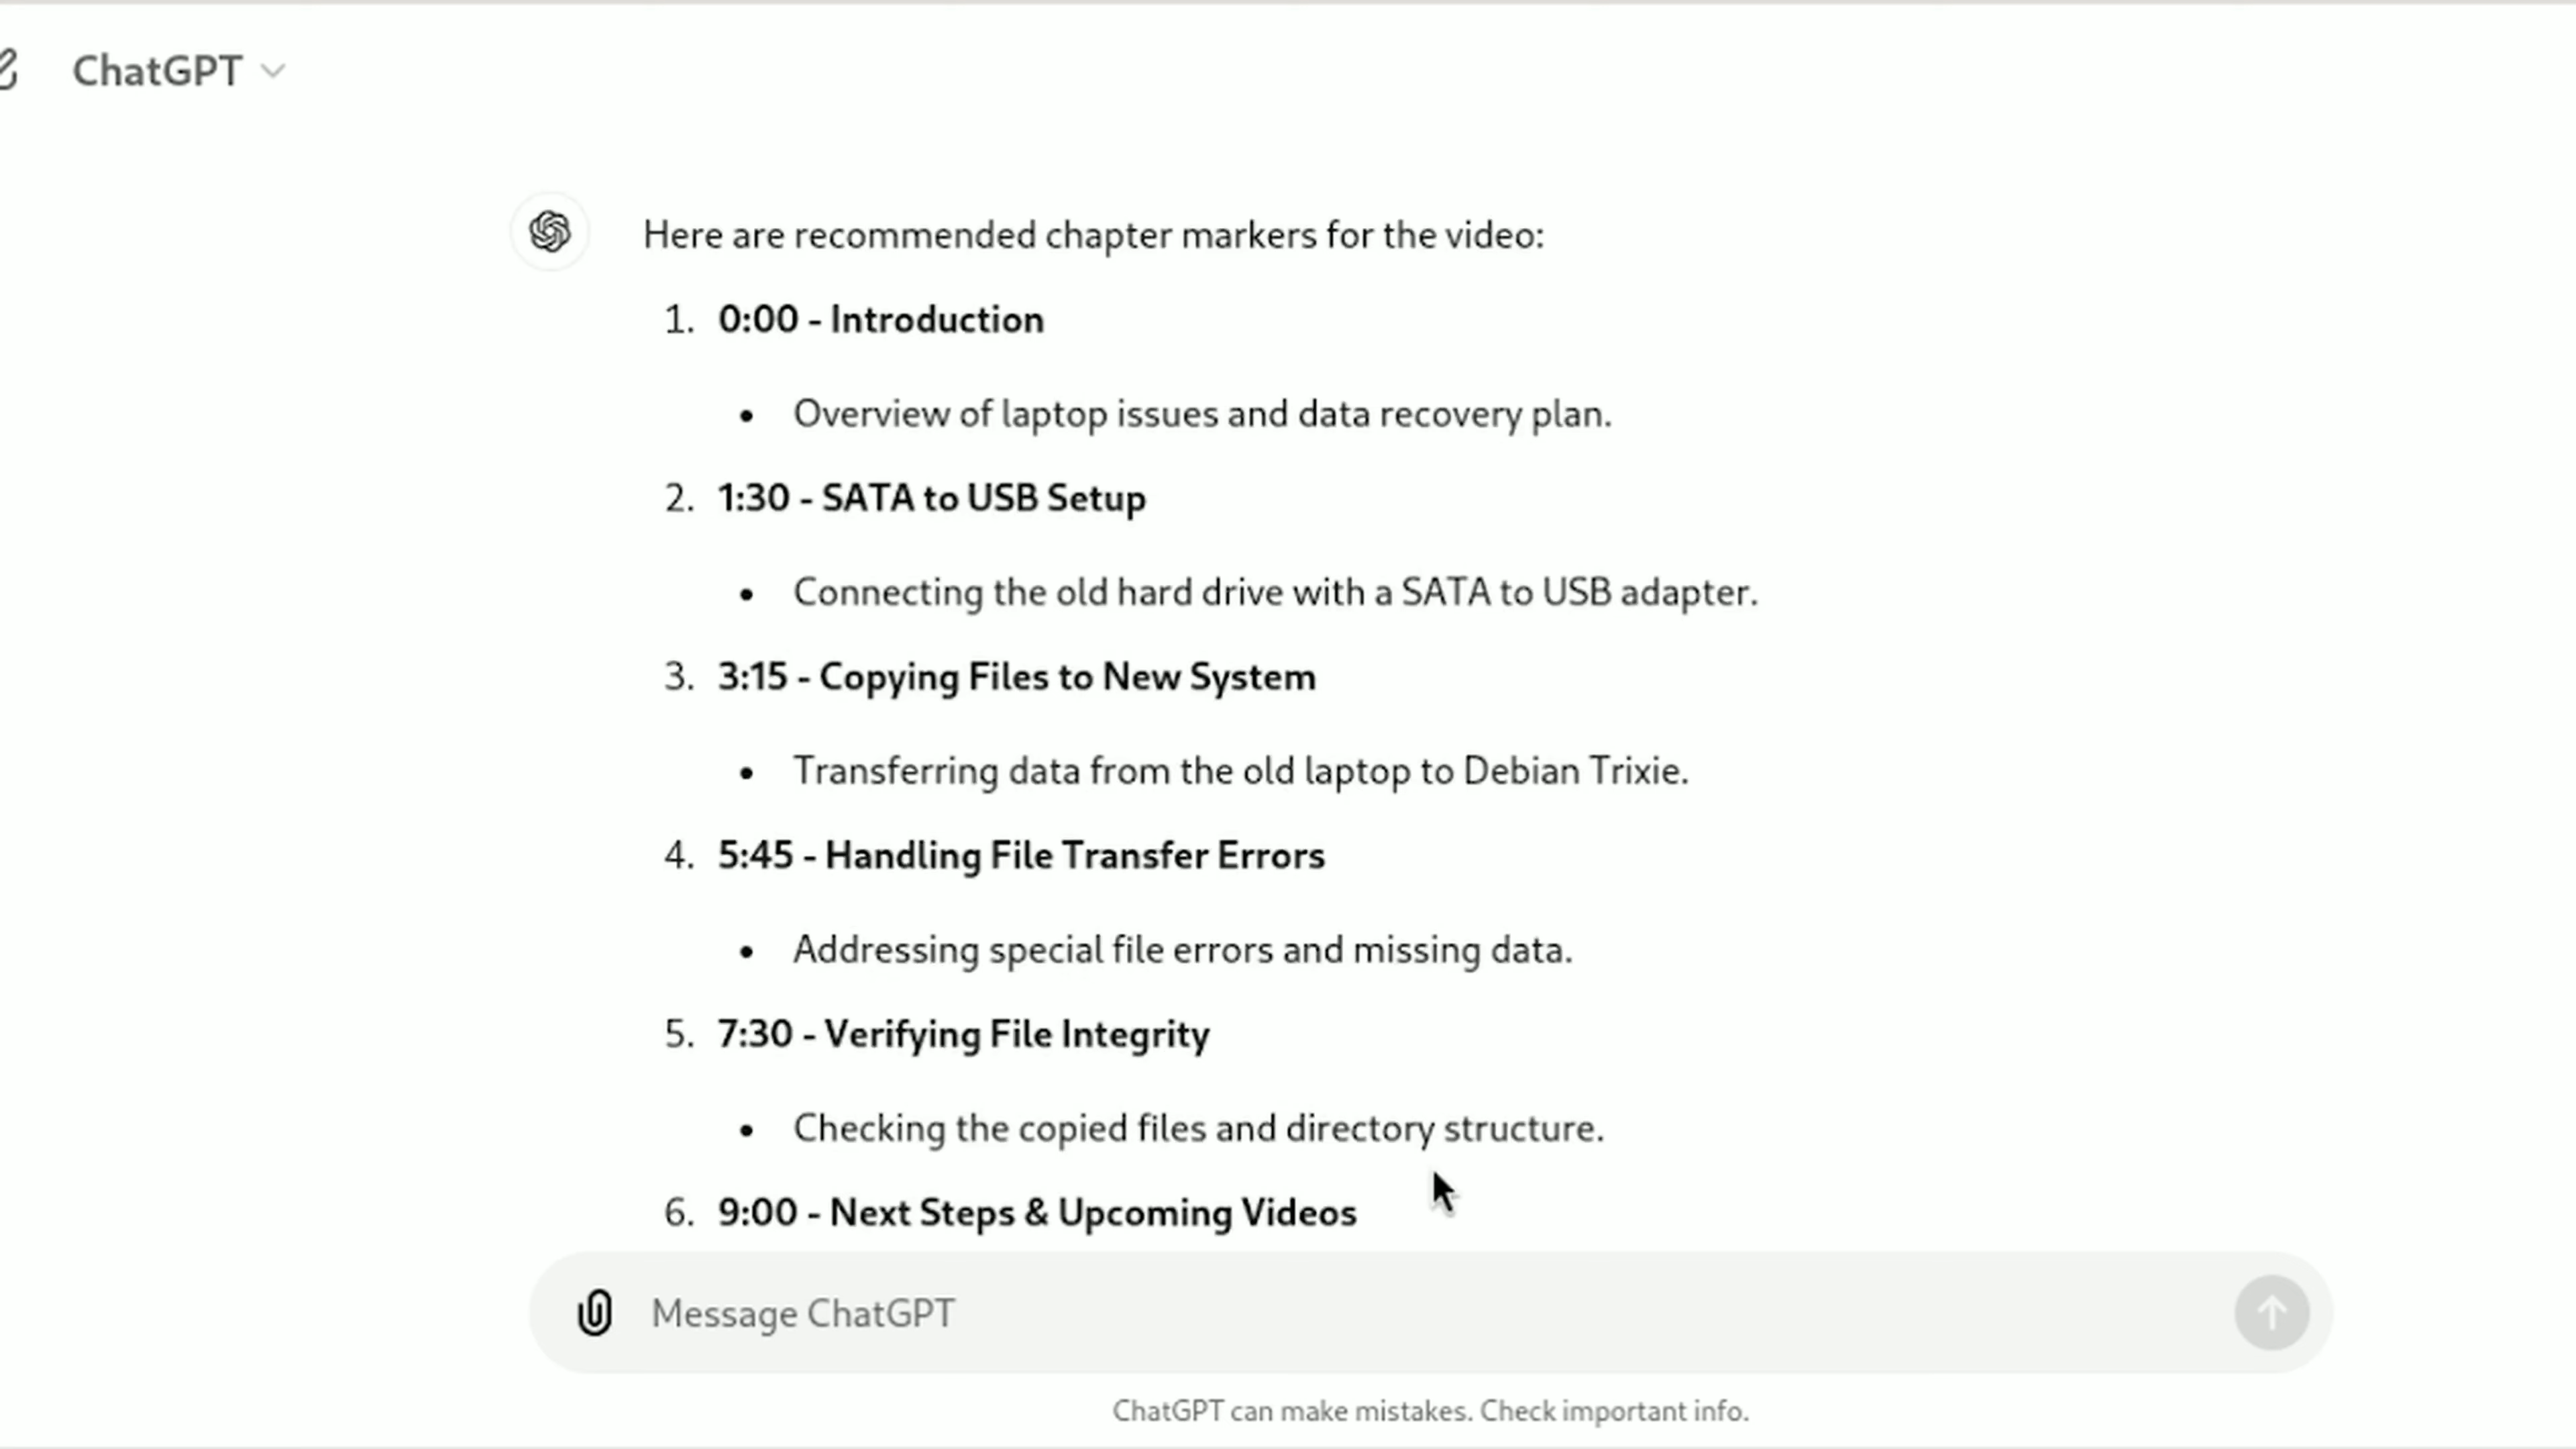 ChatGPT
Here are recommended chapter markers for the video:
1. 0:00 - Introduction
• Overview of laptop issues and data recovery plan.
2. 1:30 - SATA to USB Setup
• Connecting the old hard drive with a SATA to USB adapter.
3. 3:15 - Copying Files to New System
• Transferring data from the old laptop to Debian Trixie.
4. 5:45 - Handling File Transfer Errors
• Addressing special file errors and missing data.
5. 7:30 - Verifying File Integrity
• Checking the copied files and directory structure.
6. 9:00 - Next Steps & Upcoming Videos
Message ChatGPT
ChatGPT can make mistakes. Check important info.